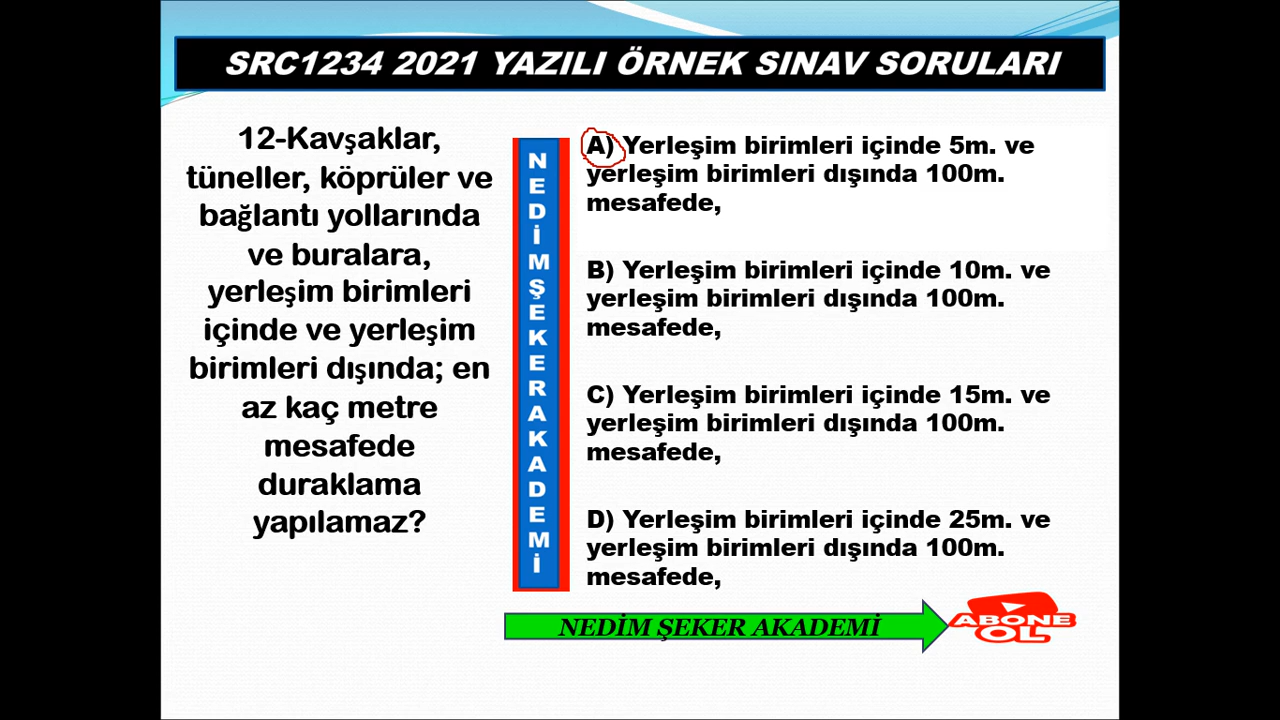 SRC1234 2021 YAZILI ÖRNEK SINAV SORULARI
12-Kavşaklar,
tüneller, köprüler ve
bağlantı yollarında
ve buralara,
yerleşim birimleri
içinde ve yerleşim
birimleri dışında; en
az kaç metre
mesafede
duraklama
yapılamaz?
NEDİMŞEKERAKADEMİ
A) Yerleşim birimleri içinde 5m. ve
yerleşim birimleri dışında 100m.
mesafede,
B) Yerleşim birimleri içinde 10m. ve
yerleşim birimleri dışında 100m.
mesafede,
C) Yerleşim birimleri içinde 15m. ve
yerleşim birimleri dışında 100m.
mesafede,
D) Yerleşim birimleri içinde 25m. ve
yerleşim birimleri dışında 100m.
mesafede,
NEDİM ŞEKER AKADEMİ
ABONE
OL